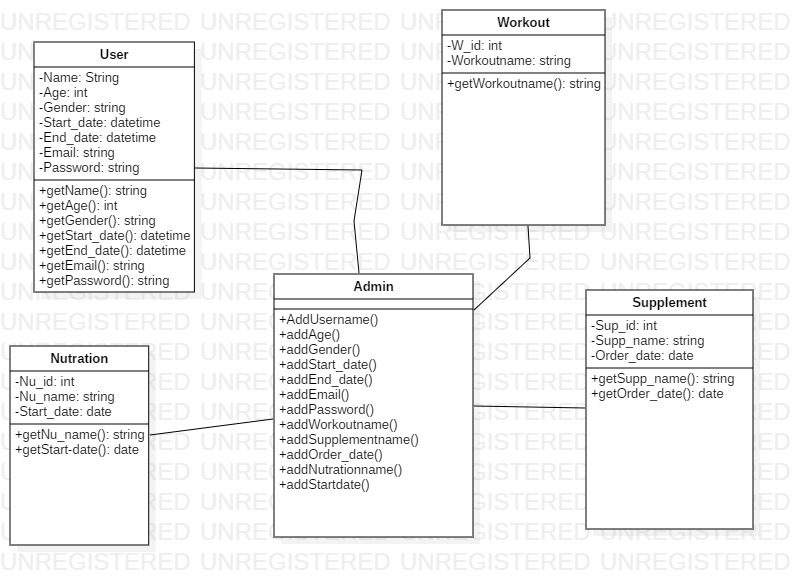 User
-Name: String
-Age: int
-Gender: string
-Start_date: datetime
-End_date: datetime
-Email: string
-Password: string
+getName(): string
+getAge(): int
+getGender(): string
+getStart_date(): datetime
+getEnd_date(): datetime
+getEmail(): string
+getPassword(): string
Workout
-W_id: int
-Workoutname: string
+getWorkoutname(): string
Admin
+AddUsername()
+addAge()
+addGender()
+addStart_date()
+addEnd_date()
+addEmail()
+addPassword()
+addWorkoutname()
+addSupplementname()
+addOrder_date()
+addNutrationname()
+addStartdate()
Supplement
-Sup_id: int
-Supp_name: string
-Order_date: date
+getSupp_name(): string
+getOrder_date(): date
Nutration
-Nu_id: int
-Nu_name: string
-Start_date: date
+getNu_name(): string
+getStart-date(): date
UNREGISTERED